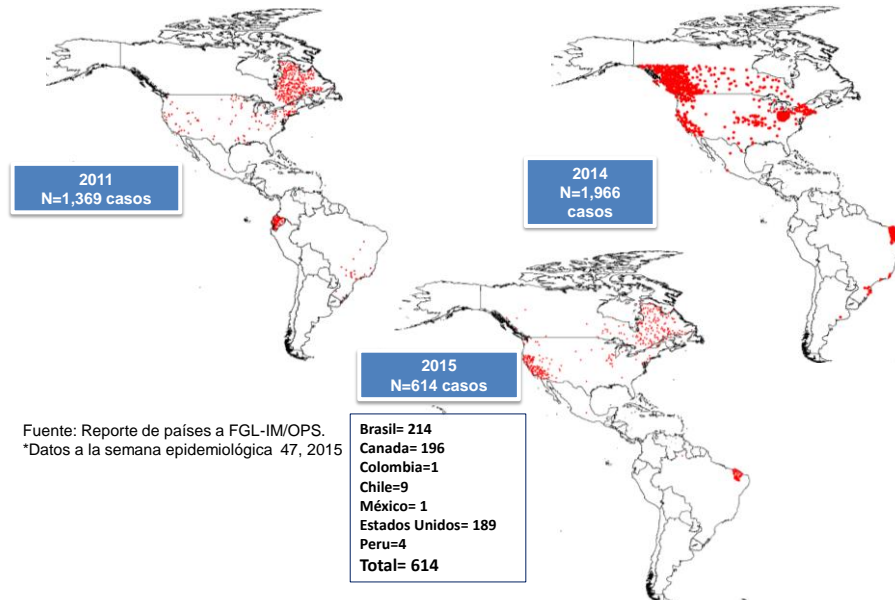 2011
N=1,369 casos
2014
N=1,966
casos
2015
N=614 casos
Fuente: Reporte de países a FGL-IM/OPS.
*Datos a la semana epidemiológica 47, 2015
Brasil= 214
Canada= 196
Colombia=1
Chile=9
México= 1
Estados Unidos= 189
Peru=4
Total= 614